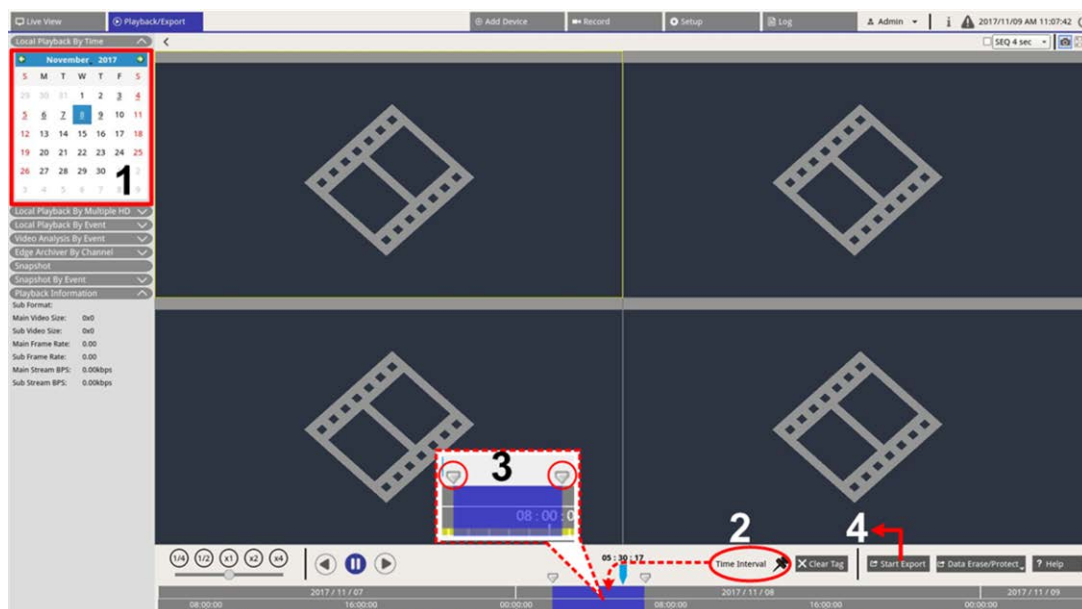 Live View
Playback/Export
Add Device
Record
Setup
Log
Admin
i
2017/11/09 AM 11:07:42
Local Playback By Time
SEQ 4 sec
November 2017
S M T W T F S
29 30 31 1 2 3 4
5 6 7 8 9 10 11
12 13 14 15 16 17 18
19 20 21 22 23 24 25
26 27 28 29 30 2
3 4 5 6 7 8 9
1
Local Playback By Multiple HD
Local Playback By Event
Video Analysis By Event
Edge Archiver By Channel
Snapshot
Snapshot By Event
Playback Information
Sub Format:
Main Video Size: 0x0
Sub Video Size: 0x0
Main Frame Rate: 0.00
Sub Frame Rate: 0.00
Main Stream BPS: 0.00kbps
Sub Stream BPS: 0.00kbps
3
08 : 00 : 0
2
4
1/4 1/2 x1 x2 x4
05 : 30 : 17
Time Interval
Clear Tag
Start Export
Data Erase/Protect
? Help
2017 / 11 / 07
2017 / 11 / 08
2017 / 11 / 09
08:00:00
16:00:00
00:00:00
08:00:00
16:00:00
00:00:00